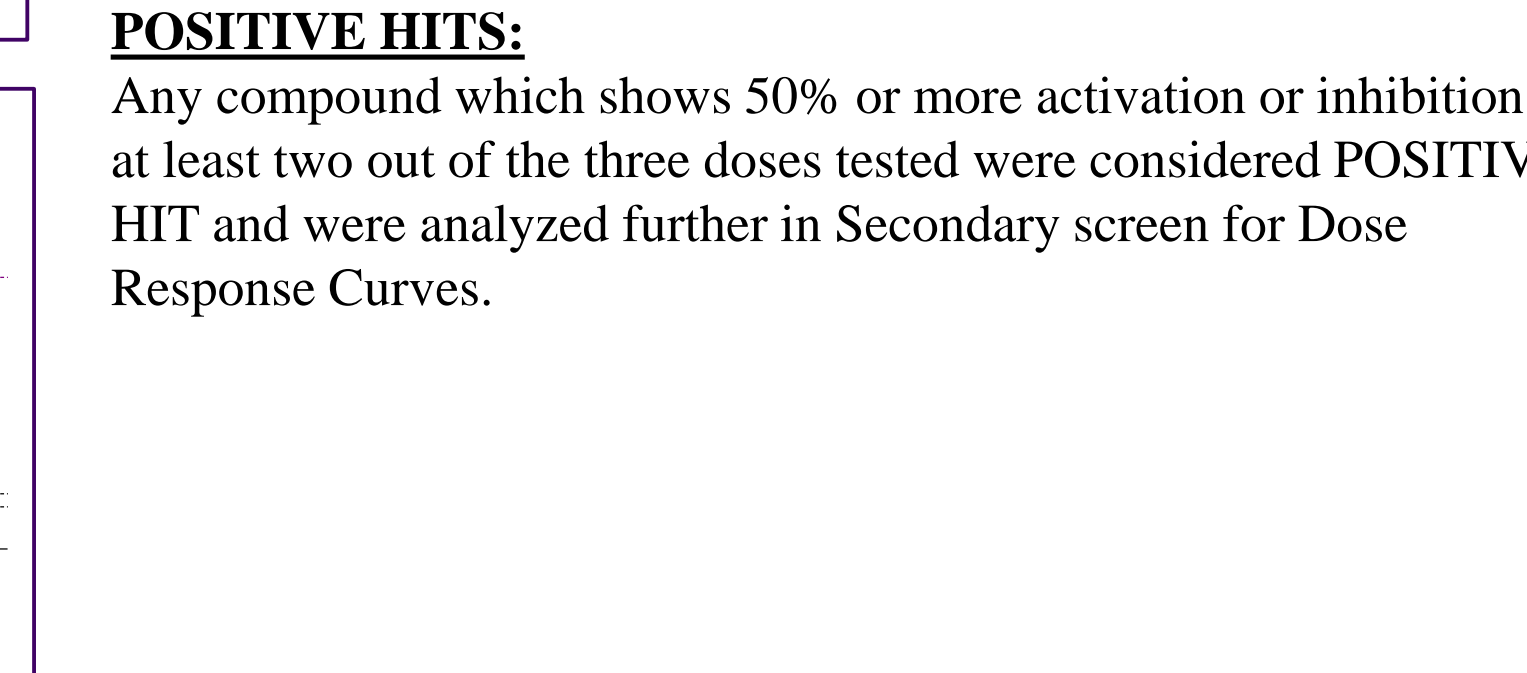 POSITIVE HITS:
Any compound which shows 50% or more activation or inhibition
at least two out of the three doses tested were considered POSITIV
HIT and were analyzed further in Secondary screen for Dose
Response Curves.